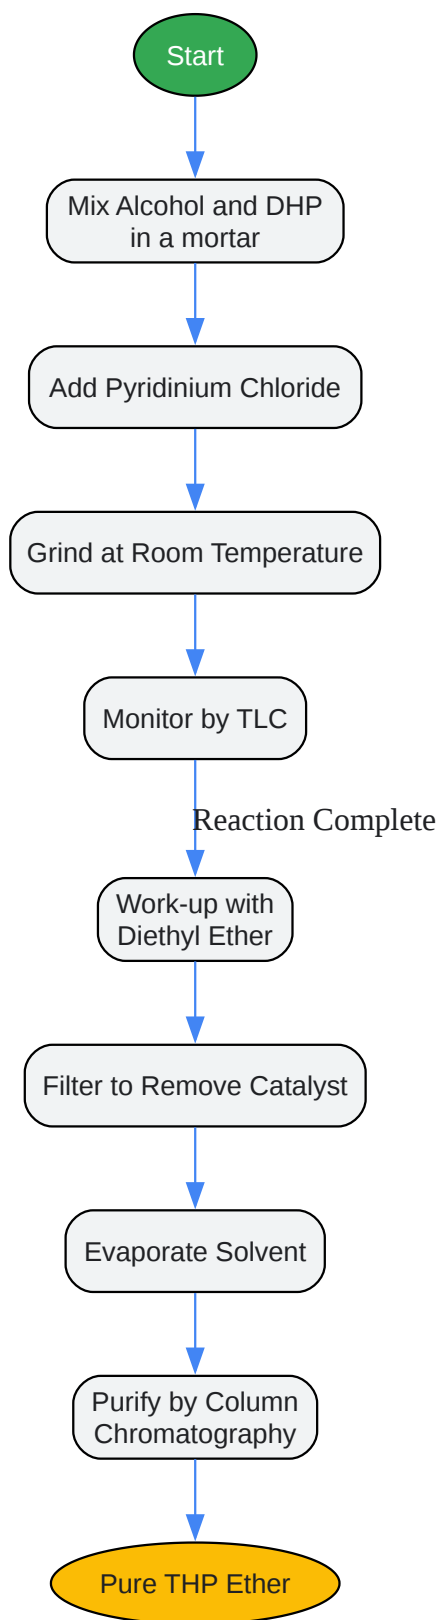 Start
Mix Alcohol and DHP
in a mortar
Add Pyridinium Chloride
Grind at Room Temperature
Monitor by TLC
Reaction Complete
Work-up with
Diethyl Ether
Filter to Remove Catalyst
Evaporate Solvent
Purify by Column
Chromatography
Pure THP Ether